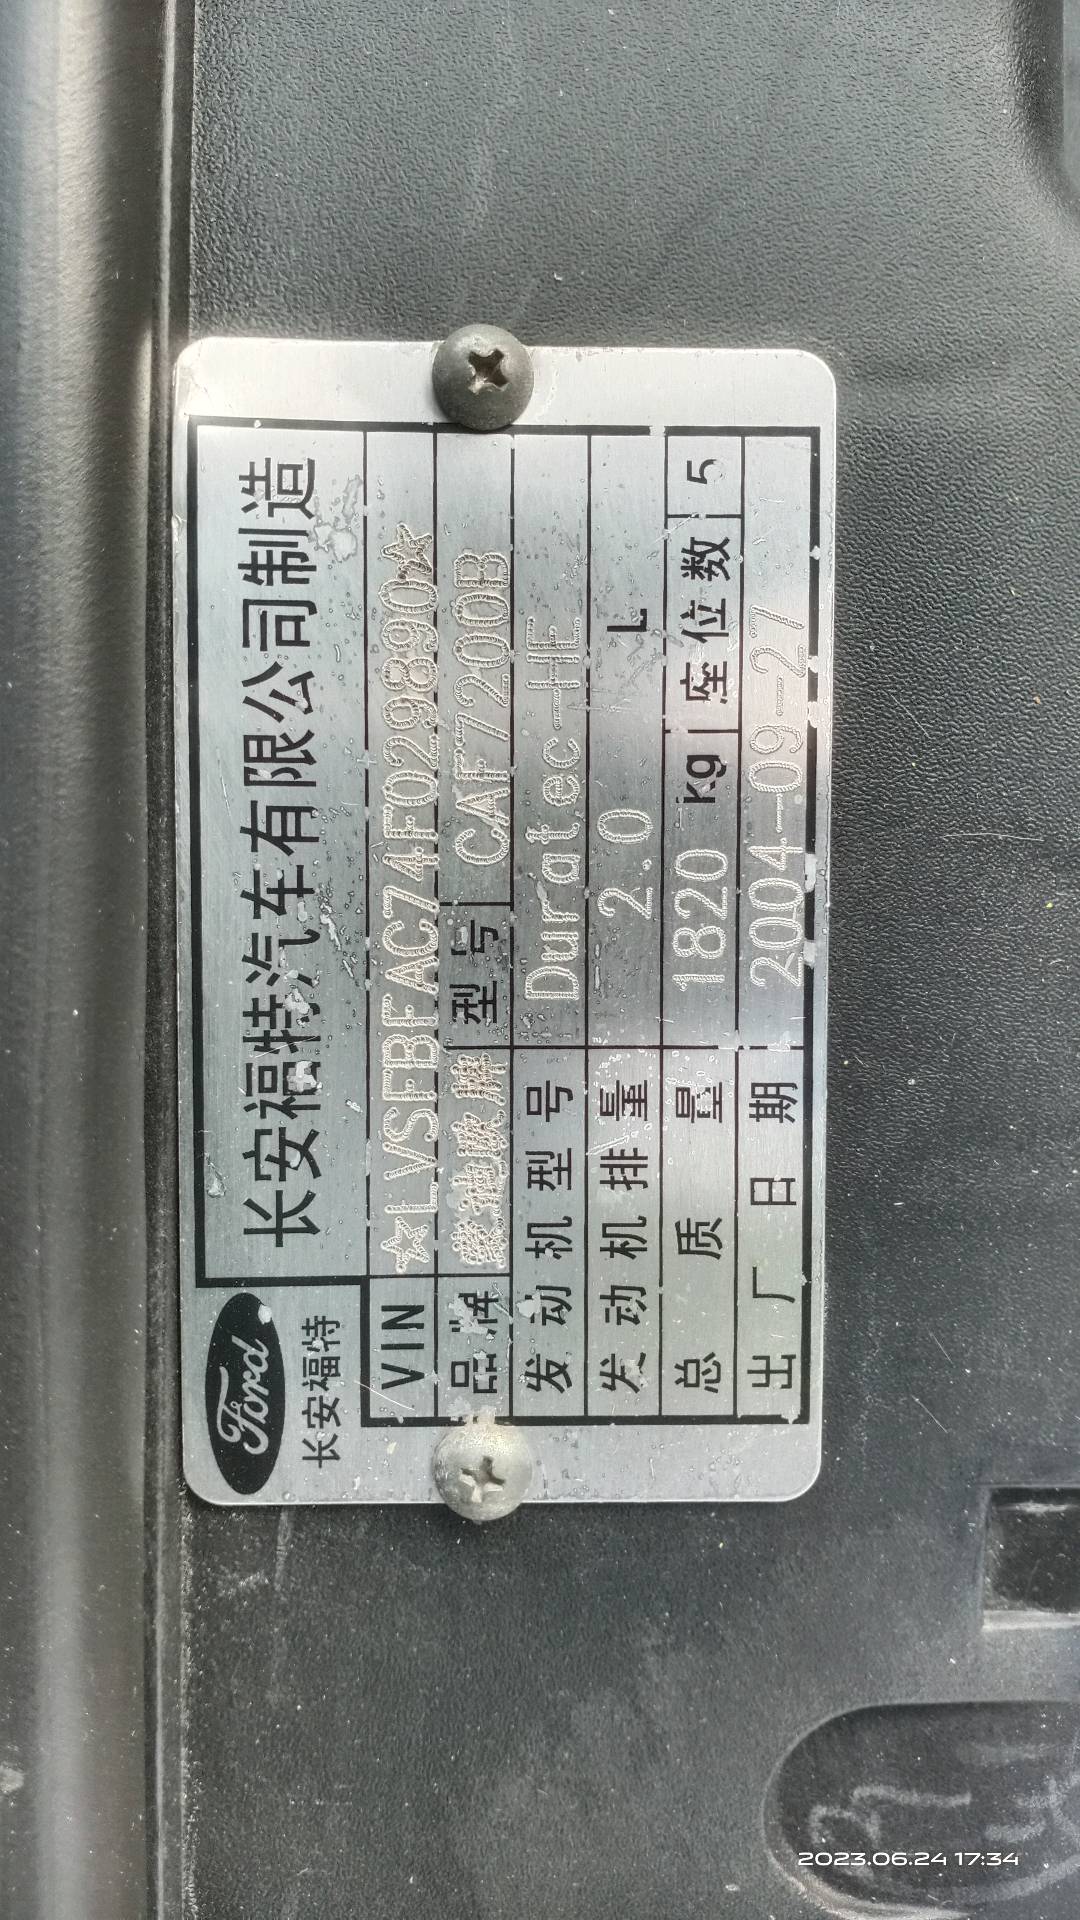 Ford
长安福特
长安福特汽车有限公司制造
VIN ☆LVSFBFAC74F029890☆
品牌 蒙迪欧牌 型号 CAF7200B
发动机型号 Duratec-HE
发动机排量 2.0 L
总质量 1820 kg 座位数 5
出厂日期 2004-09-27
2023.06.24 17:34